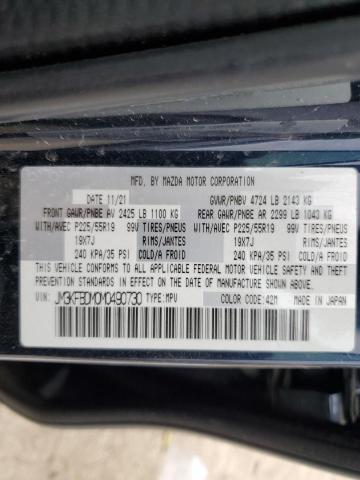 MFD. BY MAZDA MOTOR CORPORATION
DATE 11/21 GVWR/PNBV 4724 LB 2143 KG
FRONT GAWR/PNBE AV 2425 LB 1100 KG REAR GAWR/PNBE AR 2299 LB 1043 KG
WITH/AVEC P225/55R19 99V TIRES/PNEUS WITH/AVEC P225/55R19 99V TIRES/PNEUS
19X7J RIMS/JANTES 19X7J RIMS/JANTES
240 KPA/35 PSI COLD/A FROID 240 KPA/35 PSI COLD/A FROID
THIS VEHICLE CONFORMS TO ALL APPLICABLE FEDERAL MOTOR VEHICLE SAFETY
AND THEFT PREVENTION STANDARDS IN EFFECT ON THE DATE OF MANUFACTURE
SHOWN ABOVE.
VIN: JM3KFBDM0M0490730 TYPE: MPV COLOR CODE: 42M MADE IN JAPAN